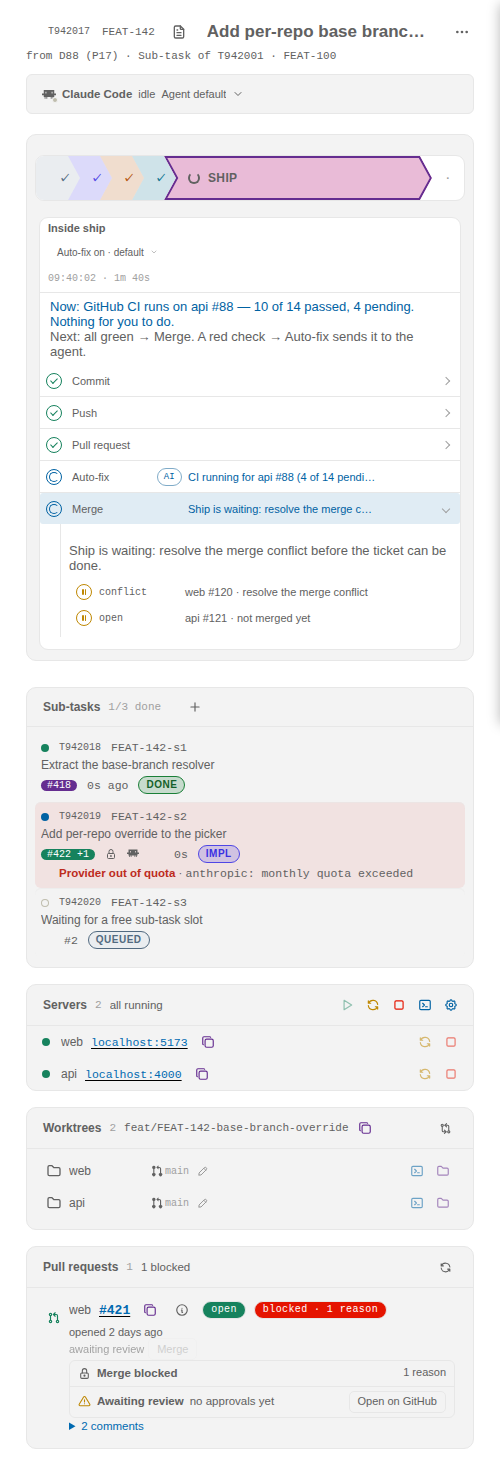 T942017 FEAT-142 Add per-repo base branc… ···
from D88 (P17) · Sub-task of T942001 · FEAT-100
Claude Code idle Agent default
SHIP ·
Inside ship
Auto-fix on · default
09:40:02 · 1m 40s
Now: GitHub CI runs on api #88 — 10 of 14 passed, 4 pending.
Nothing for you to do.
Next: all green → Merge. A red check → Auto-fix sends it to the
agent.
Commit
Push
Pull request
Auto-fix AI CI running for api #88 (4 of 14 pendi…
Merge Ship is waiting: resolve the merge c…
Ship is waiting: resolve the merge conflict before the ticket can be
done.
conflict web #120 · resolve the merge conflict
open api #121 · not merged yet
Sub-tasks 1/3 done
T942018 FEAT-142-s1
Extract the base-branch resolver
#418 0s ago DONE
T942019 FEAT-142-s2
Add per-repo override to the picker
#422 +1 0s IMPL
Provider out of quota · anthropic: monthly quota exceeded
T942020 FEAT-142-s3
Waiting for a free sub-task slot
#2 QUEUED
Servers 2 all running
web localhost:5173
api localhost:4000
Worktrees 2 feat/FEAT-142-base-branch-override
web main
api main
Pull requests 1 1 blocked
web #421 open blocked · 1 reason
opened 2 days ago
awaiting review Merge
Merge blocked 1 reason
Awaiting review no approvals yet Open on GitHub
2 comments